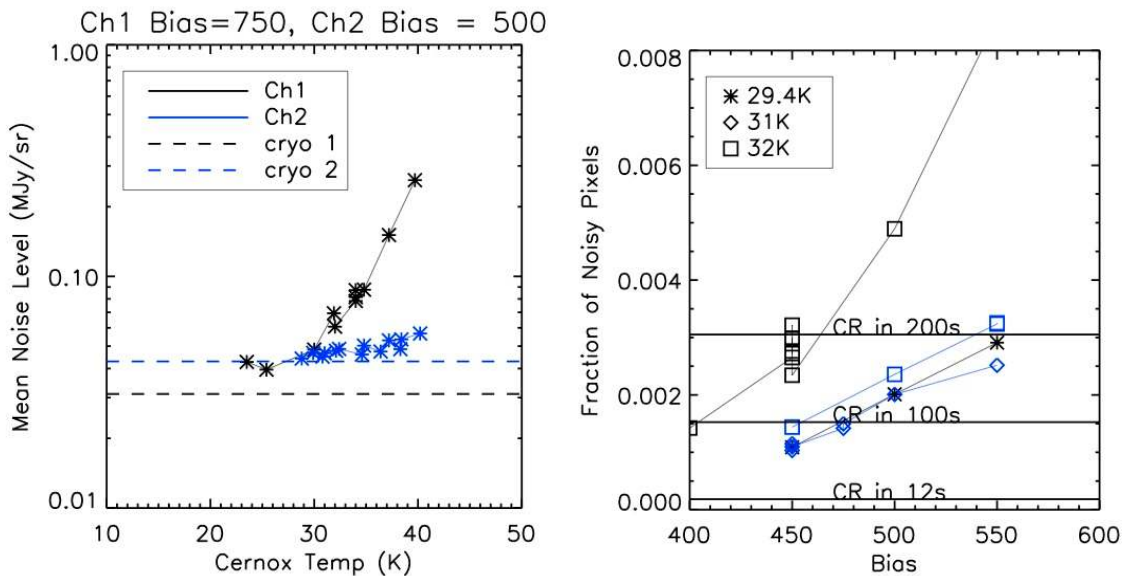 Ch1 Bias=750, Ch2 Bias = 500
Mean Noise Level (MJy/sr)
1.00
0.10
0.01
Ch1
Ch2
cryo 1
cryo 2
10 20 30 40 50
Cernox Temp (K)
Fraction of Noisy Pixels
0.008
0.006
0.004
0.002
0.000
29.4K
31K
32K
CR in 200s
CR in 100s
CR in 12s
400 450 500 550 600
Bias